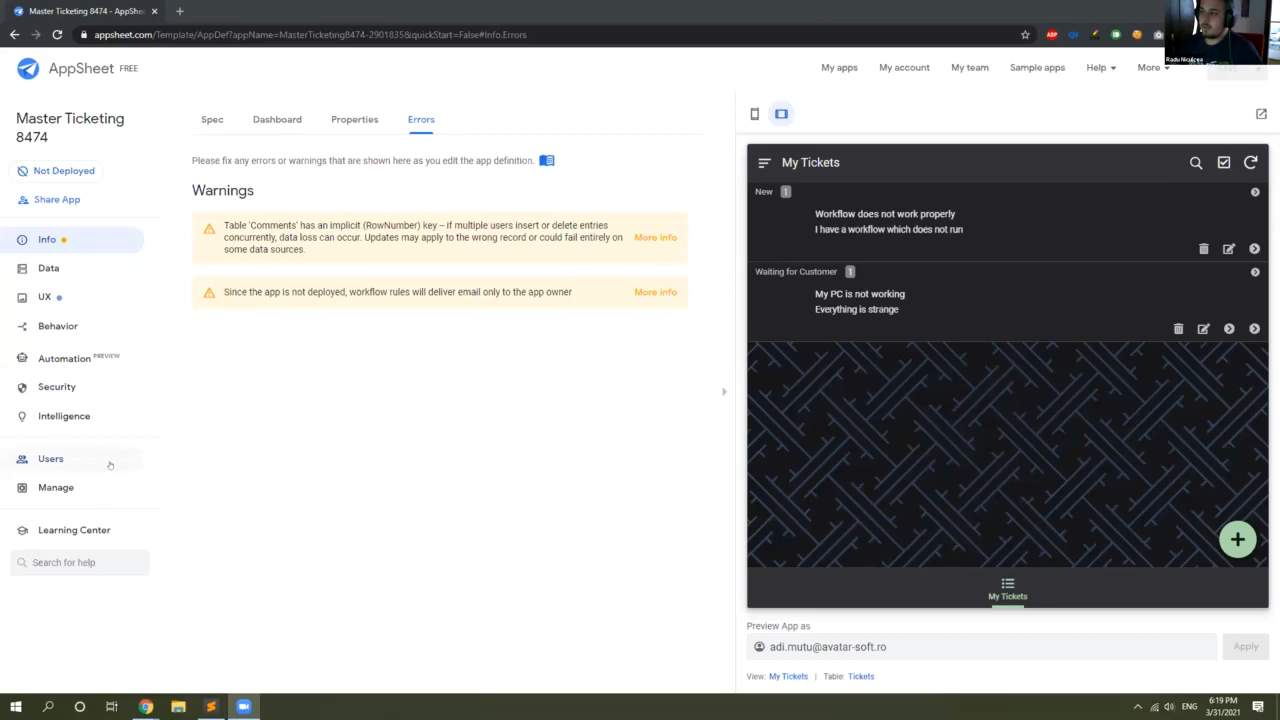 Master Ticketing 8474 - AppSheet
appsheet.com/Template/AppDef?appName=MasterTicketing8474-2901835&quickStart=False#Info.Errors
ABP
Radu Niculcea
AppSheet FREE
My apps
My account
My team
Sample apps
Help
More
Master Ticketing
8474
Not Deployed
Share App
Info
Data
UX
Behavior
Automation PREVIEW
Security
Intelligence
Users
Manage
Learning Center
Search for help
Spec
Dashboard
Properties
Errors
Please fix any errors or warnings that are shown here as you edit the app definition.
Warnings
Table 'Comments' has an implicit (RowNumber) key – if multiple users insert or delete entries
concurrently, data loss can occur. Updates may apply to the wrong record or could fail entirely on
some data sources.
More info
Since the app is not deployed, workflow rules will deliver email only to the app owner
More info
My Tickets
New 1
Workflow does not work properly
I have a workflow which does not run
Waiting for Customer 1
My PC is not working
Everything is strange
My Tickets
Preview App as
adi.mutu@avatar-soft.ro
Apply
View: My Tickets | Table: Tickets
ENG
6:19 PM
3/31/2021